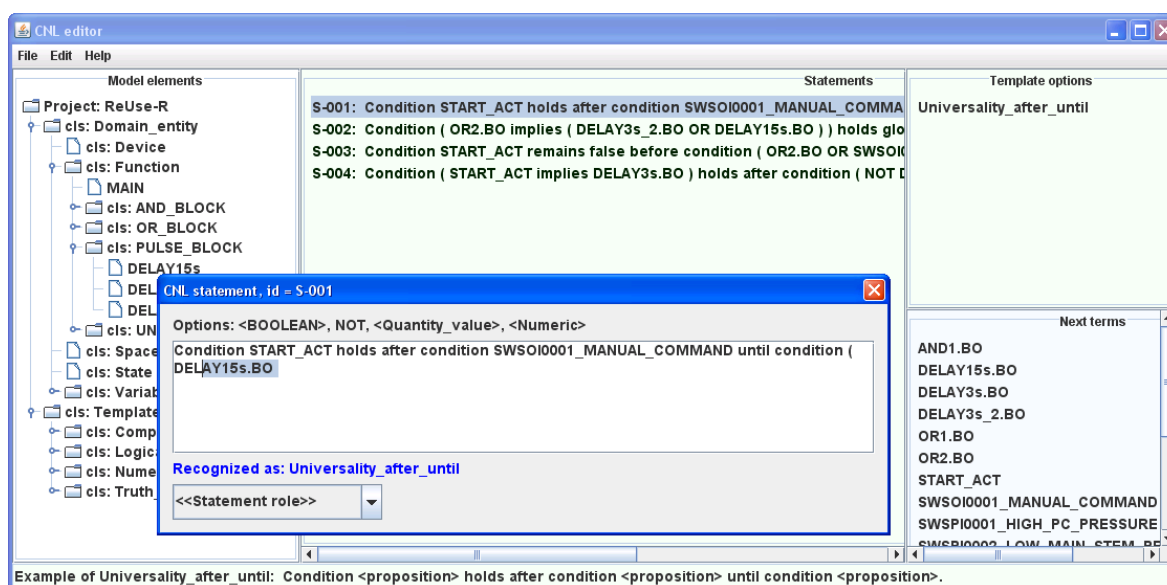 CNL editor
File Edit Help
Model elements
Project: ReUse-R
cls: Domain_entity
cls: Device
cls: Function
MAIN
cls: AND_BLOCK
cls: OR_BLOCK
cls: PULSE_BLOCK
DELAY15s
DEL
DEL
cls: UN
cls: Space
cls: State
cls: Variab
cls: Template
cls: Comp
cls: Logic
cls: Nume
cls: Truth_
Statements
S-001: Condition START_ACT holds after condition SWSOI0001_MANUAL_COMMA
S-002: Condition ( OR2.BO implies ( DELAY3s_2.BO OR DELAY15s.BO ) ) holds glo
S-003: Condition START_ACT remains false before condition ( OR2.BO OR SWSOI
S-004: Condition ( START_ACT implies DELAY3s.BO ) holds after condition ( NOT D
Template options
Universality_after_until
CNL statement, id = S-001
Options: <BOOLEAN>, NOT, <Quantity_value>, <Numeric>
Condition START_ACT holds after condition SWSOI0001_MANUAL_COMMAND until condition (
DELAY15s.BO
Recognized as: Universality_after_until
<<Statement role>>
Next terms
AND1.BO
DELAY15s.BO
DELAY3s.BO
DELAY3s_2.BO
OR1.BO
OR2.BO
START_ACT
SWSOI0001_MANUAL_COMMAND
SWSPI0001_HIGH_PC_PRESSURE
Example of Universality_after_until: Condition <proposition> holds after condition <proposition> until condition <proposition>.